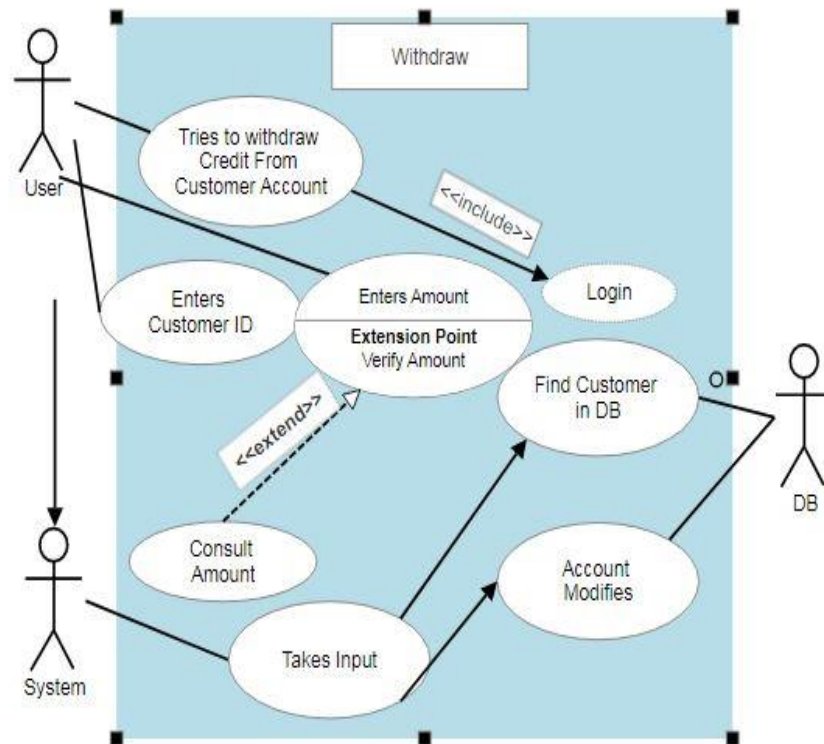 Withdraw
Tries to withdraw
Credit From
Customer Account
User
<<include>>
Login
Enters
Customer ID
Enters Amount
Extension Point
Verify Amount
Find Customer
in DB
O
DB
<<extend>>
Consult
Amount
Account
Modifies
Takes Input
System